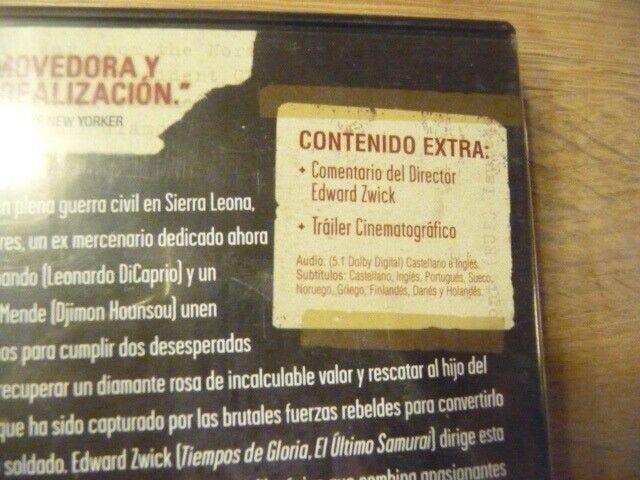 MOVEDORA Y
REALIZACIÓN."
NEW YORKER
CONTENIDO EXTRA:
• Comentario del Director
Edward Zwick
• Tráiler Cinematográfico
Audio: (5.1 Dolby Digital) Castellano e Inglés.
Subtítulos: Castellano, Inglés, Portugués, Sueco,
Noruego, Griego, Finlandés, Danés y Holandés.
n plena guerra civil en Sierra Leona,
res, un ex mercenario dedicado ahora
ando (Leonardo DiCaprio) y un
Mende (Djimon Hounsou) unen
os para cumplir dos desesperadas
recuperar un diamante rosa de incalculable valor y rescatar al hijo del
que ha sido capturado por las brutales fuerzas rebeldes para convertirlo
soldado. Edward Zwick (Tiempos de Gloria, El Último Samurai) dirige esta
que combina apasionantes